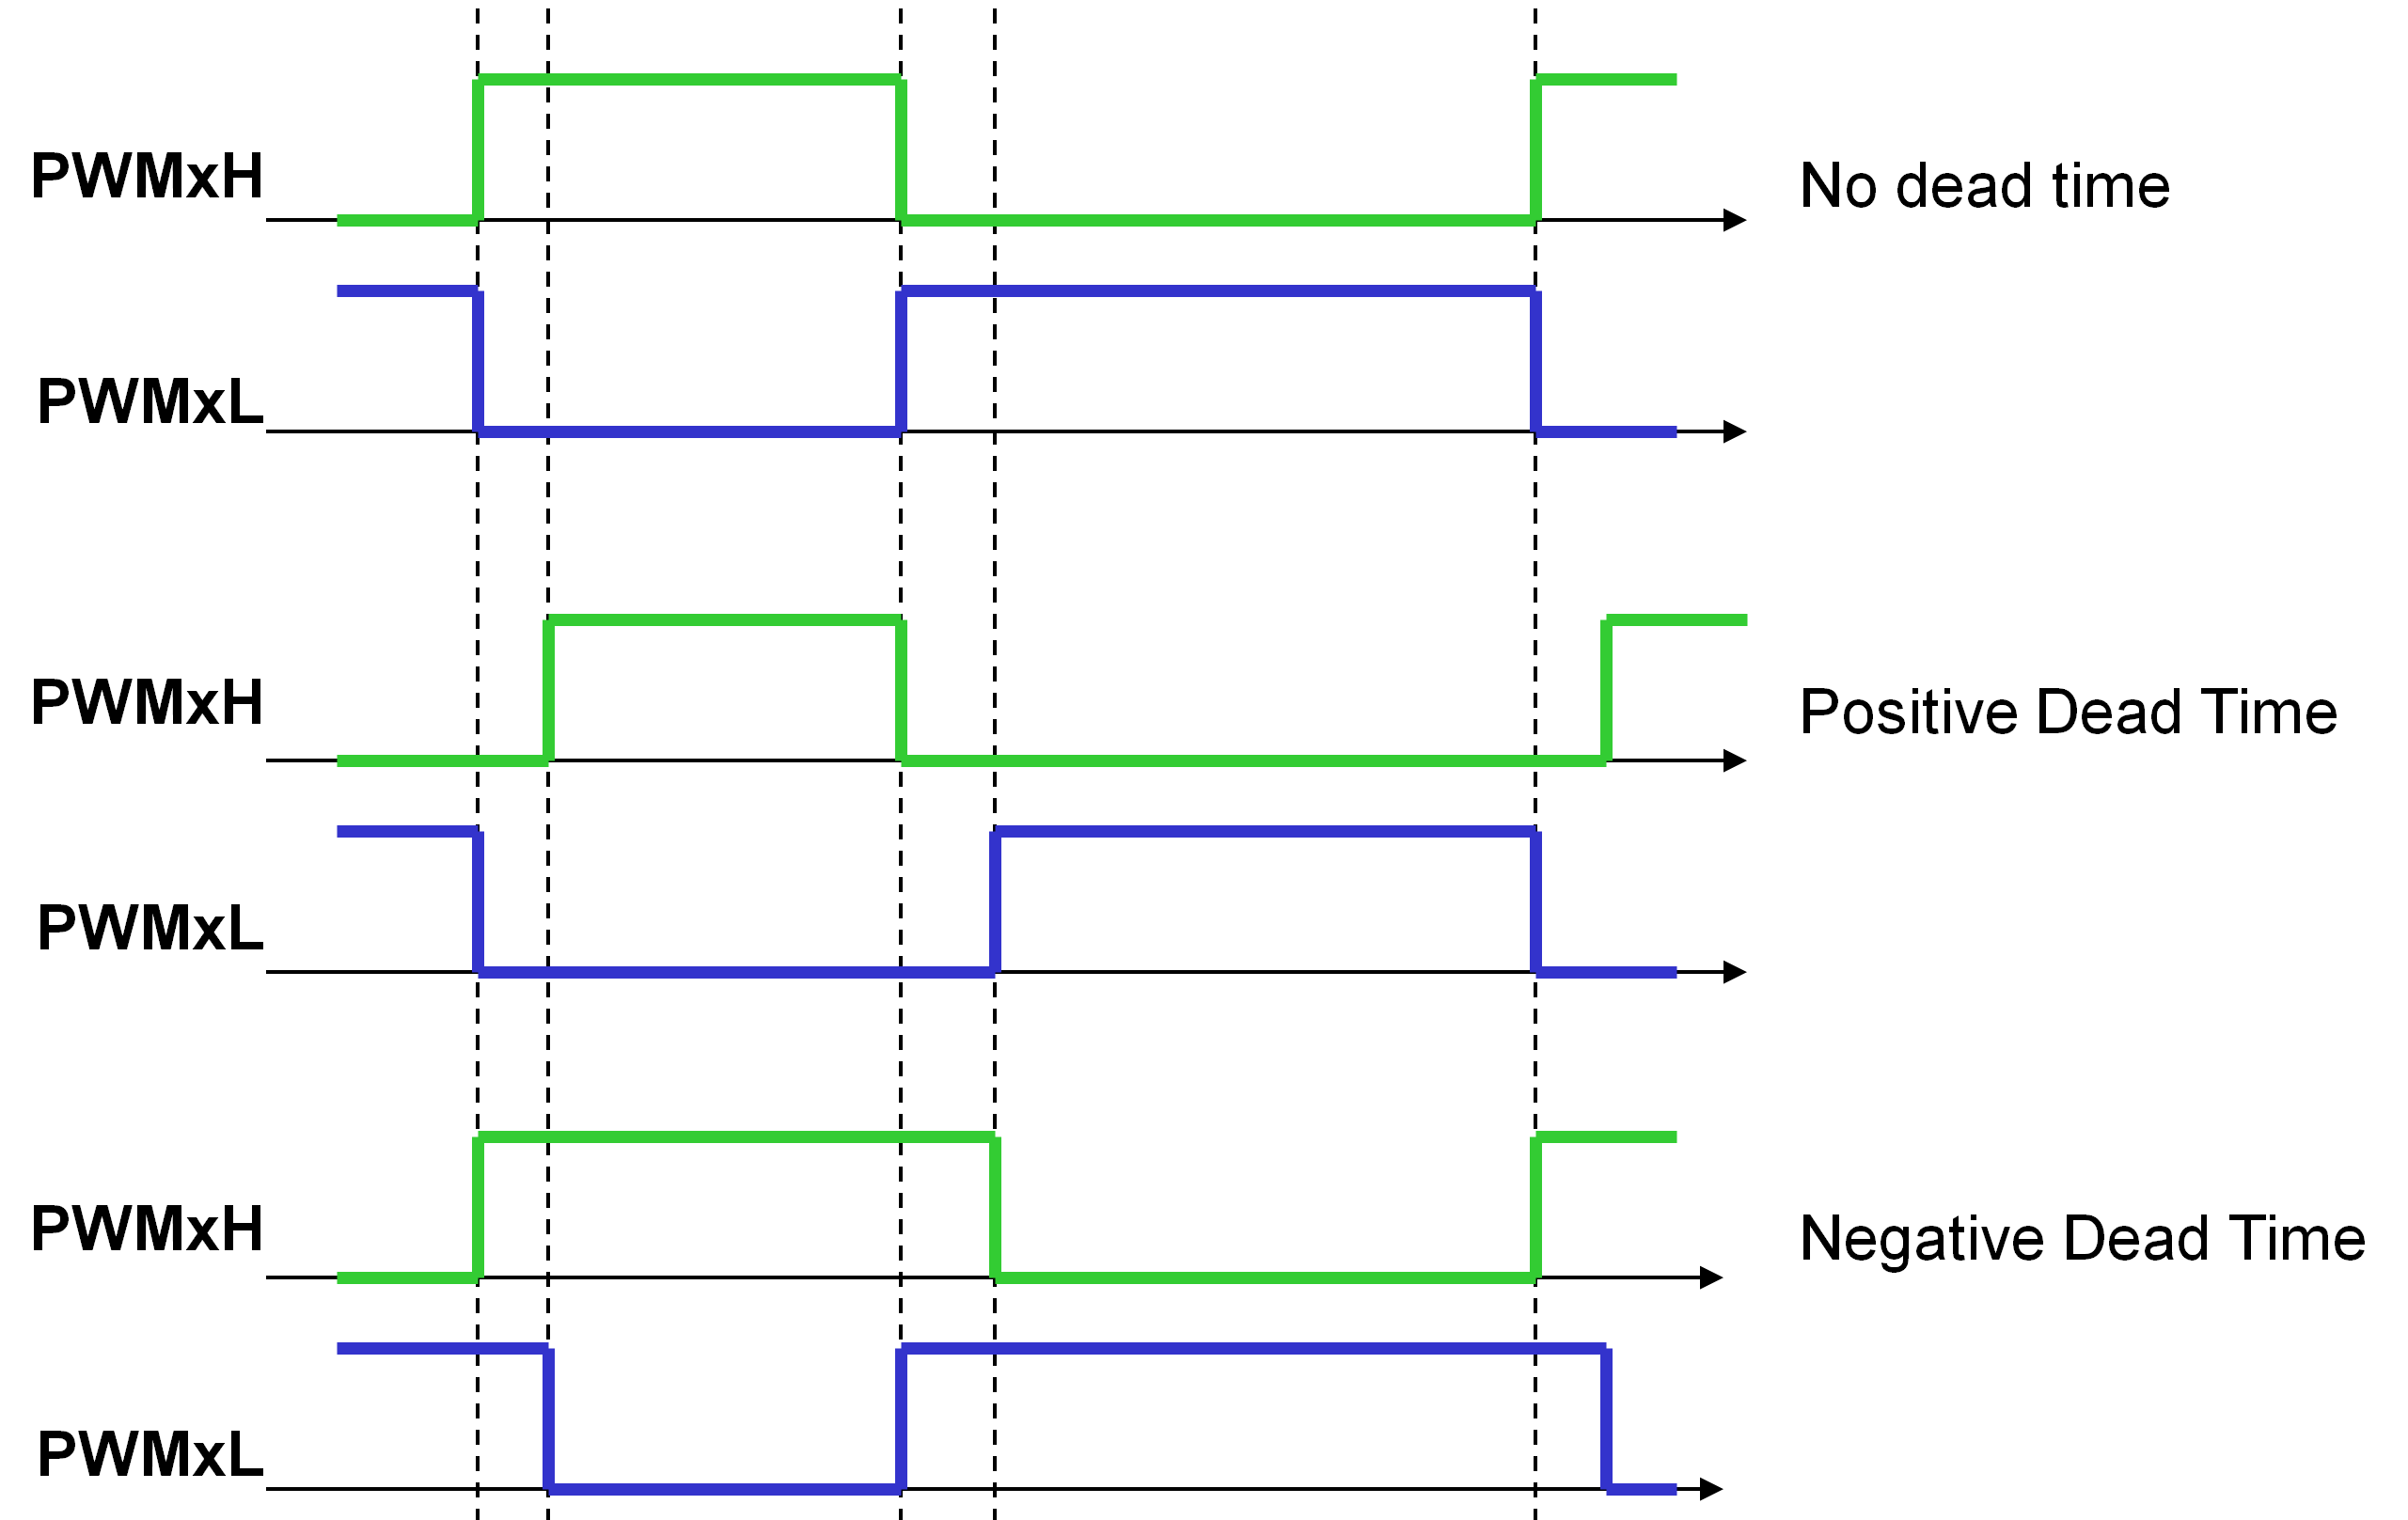 PWMxH
No dead time
PWMxL
PWMxH
Positive Dead Time
PWMxL
PWMxH
Negative Dead Time
PWMxL